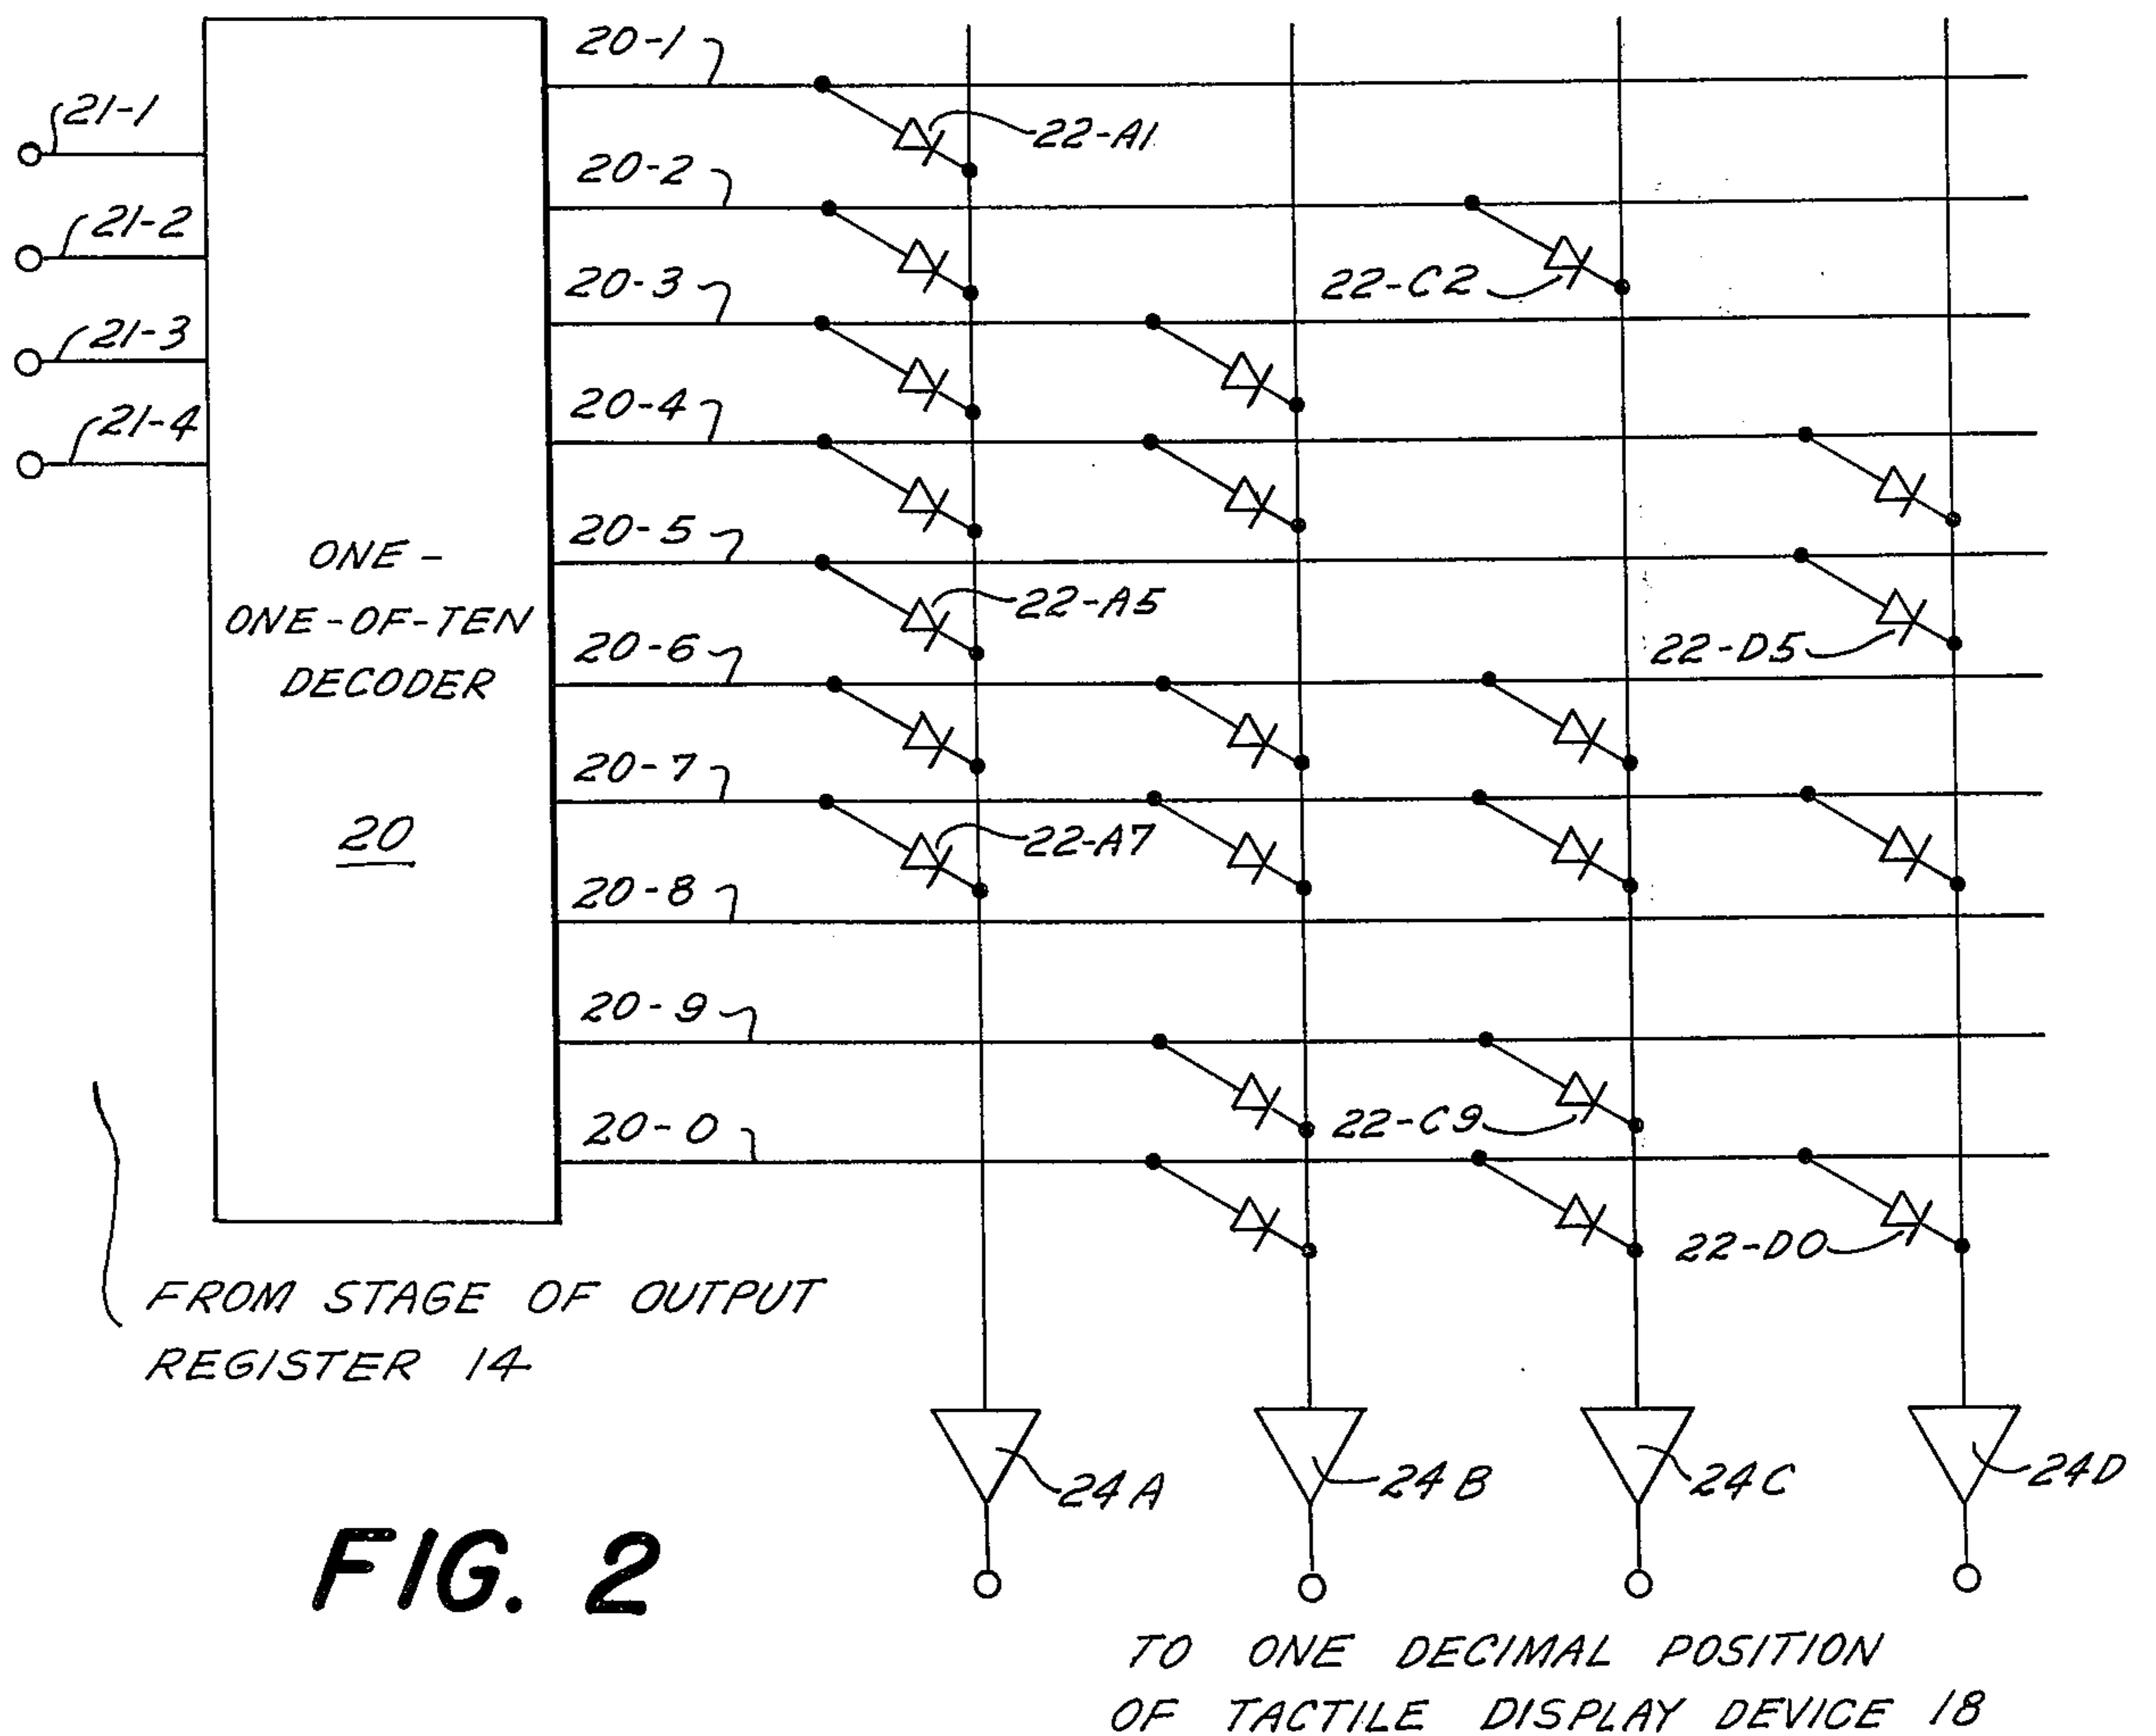 20-1
21-1
22-A1
20-2
21-2
20-3
22-C2
21-3
20-4
21-4
20-5
ONE-
ONE-OF-TEN
DECODER
22-A5
20-6
22-D5
20-7
20
22-A7
20-8
20-9
22-C9
20-0
22-D0
FROM STAGE OF OUTPUT
REGISTER 14
24A
24B
24C
24D
FIG. 2
TO ONE DECIMAL POSITION
OF TACTILE DISPLAY DEVICE 18